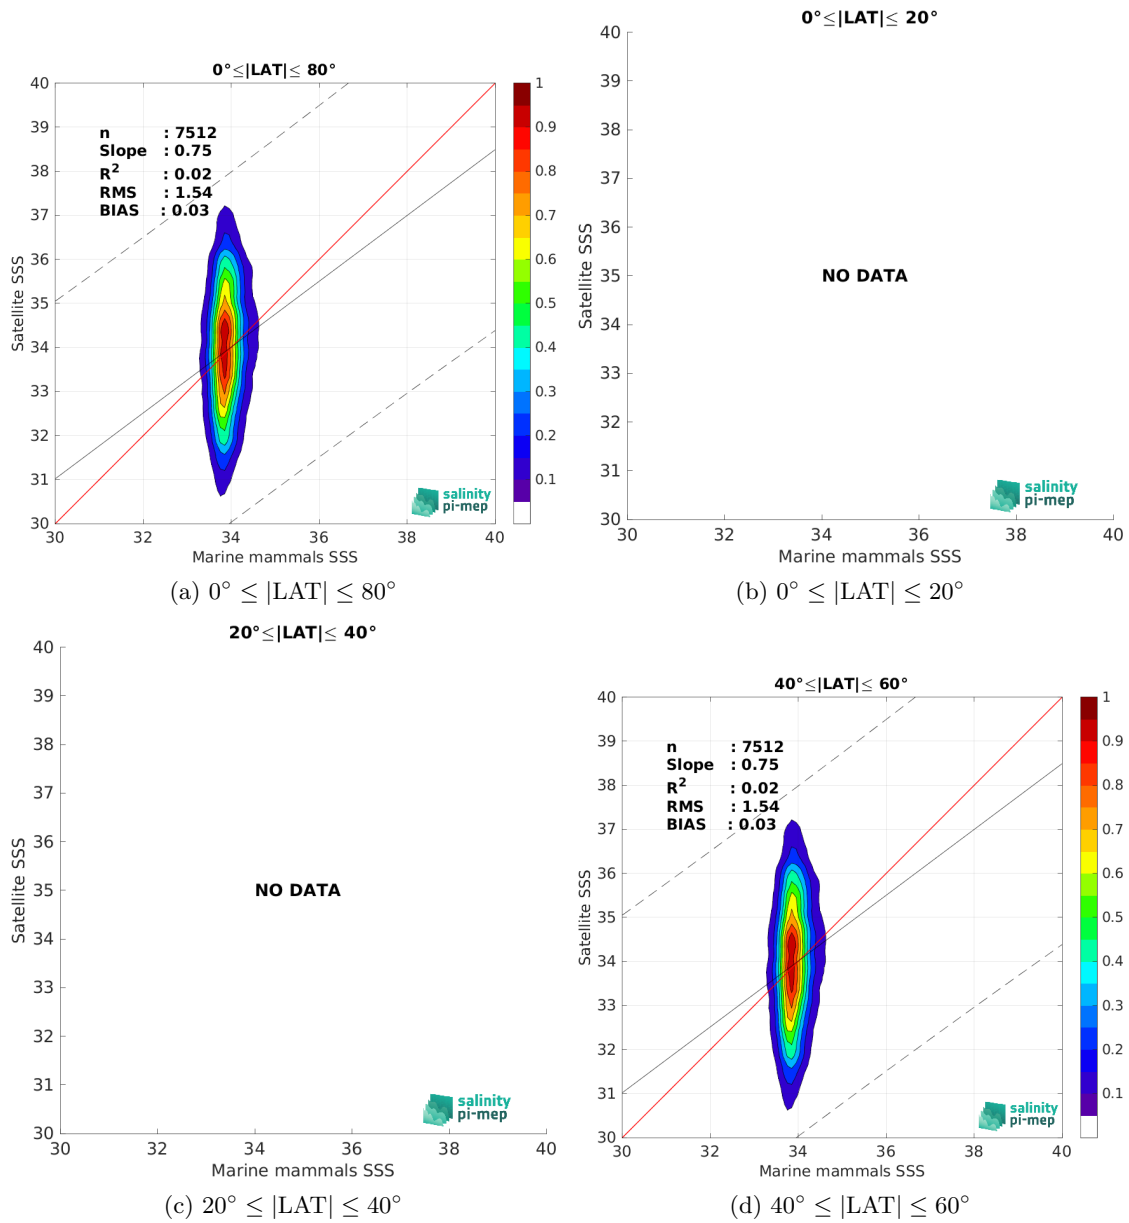 0°≤|LAT|≤ 80°
40
39
38
37
36
35
34
33
32
31
30
Satellite SSS
n : 7512
Slope : 0.75
R² : 0.02
RMS : 1.54
BIAS : 0.03
salinity
pi-mep
30 32 34 36 38 40
Marine mammals SSS
1
0.9
0.8
0.7
0.6
0.5
0.4
0.3
0.2
0.1
(a) 0° ≤ |LAT| ≤ 80°
0°≤|LAT|≤ 20°
40
39
38
37
36
35
34
33
32
31
30
Satellite SSS
NO DATA
salinity
pi-mep
30 32 34 36 38 40
Marine mammals SSS
(b) 0° ≤ |LAT| ≤ 20°
20°≤|LAT|≤ 40°
40
39
38
37
36
35
34
33
32
31
30
Satellite SSS
NO DATA
salinity
pi-mep
30 32 34 36 38 40
Marine mammals SSS
(c) 20° ≤ |LAT| ≤ 40°
40°≤|LAT|≤ 60°
40
39
38
37
36
35
34
33
32
31
30
Satellite SSS
n : 7512
Slope : 0.75
R² : 0.02
RMS : 1.54
BIAS : 0.03
salinity
pi-mep
30 32 34 36 38 40
Marine mammals SSS
1
0.9
0.8
0.7
0.6
0.5
0.4
0.3
0.2
0.1
(d) 40° ≤ |LAT| ≤ 60°